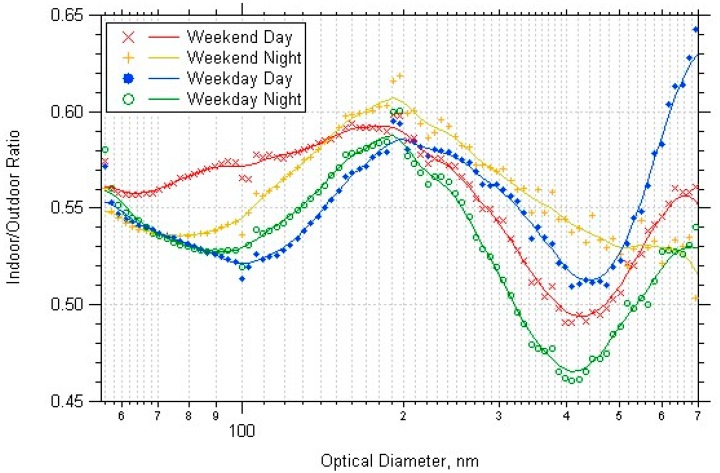 0.65
0.60
0.55
0.50
0.45
Indoor/Outdoor Ratio
Weekend Day
Weekend Night
Weekday Day
Weekday Night
6 7 8 9 2 3 4 5 6 7
100
Optical Diameter, nm